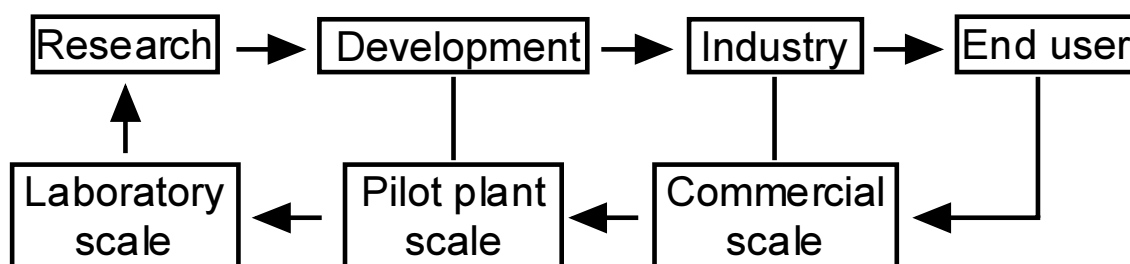 Research
Development
Industry
End user
Laboratory
scale
Pilot plant
scale
Commercial
scale